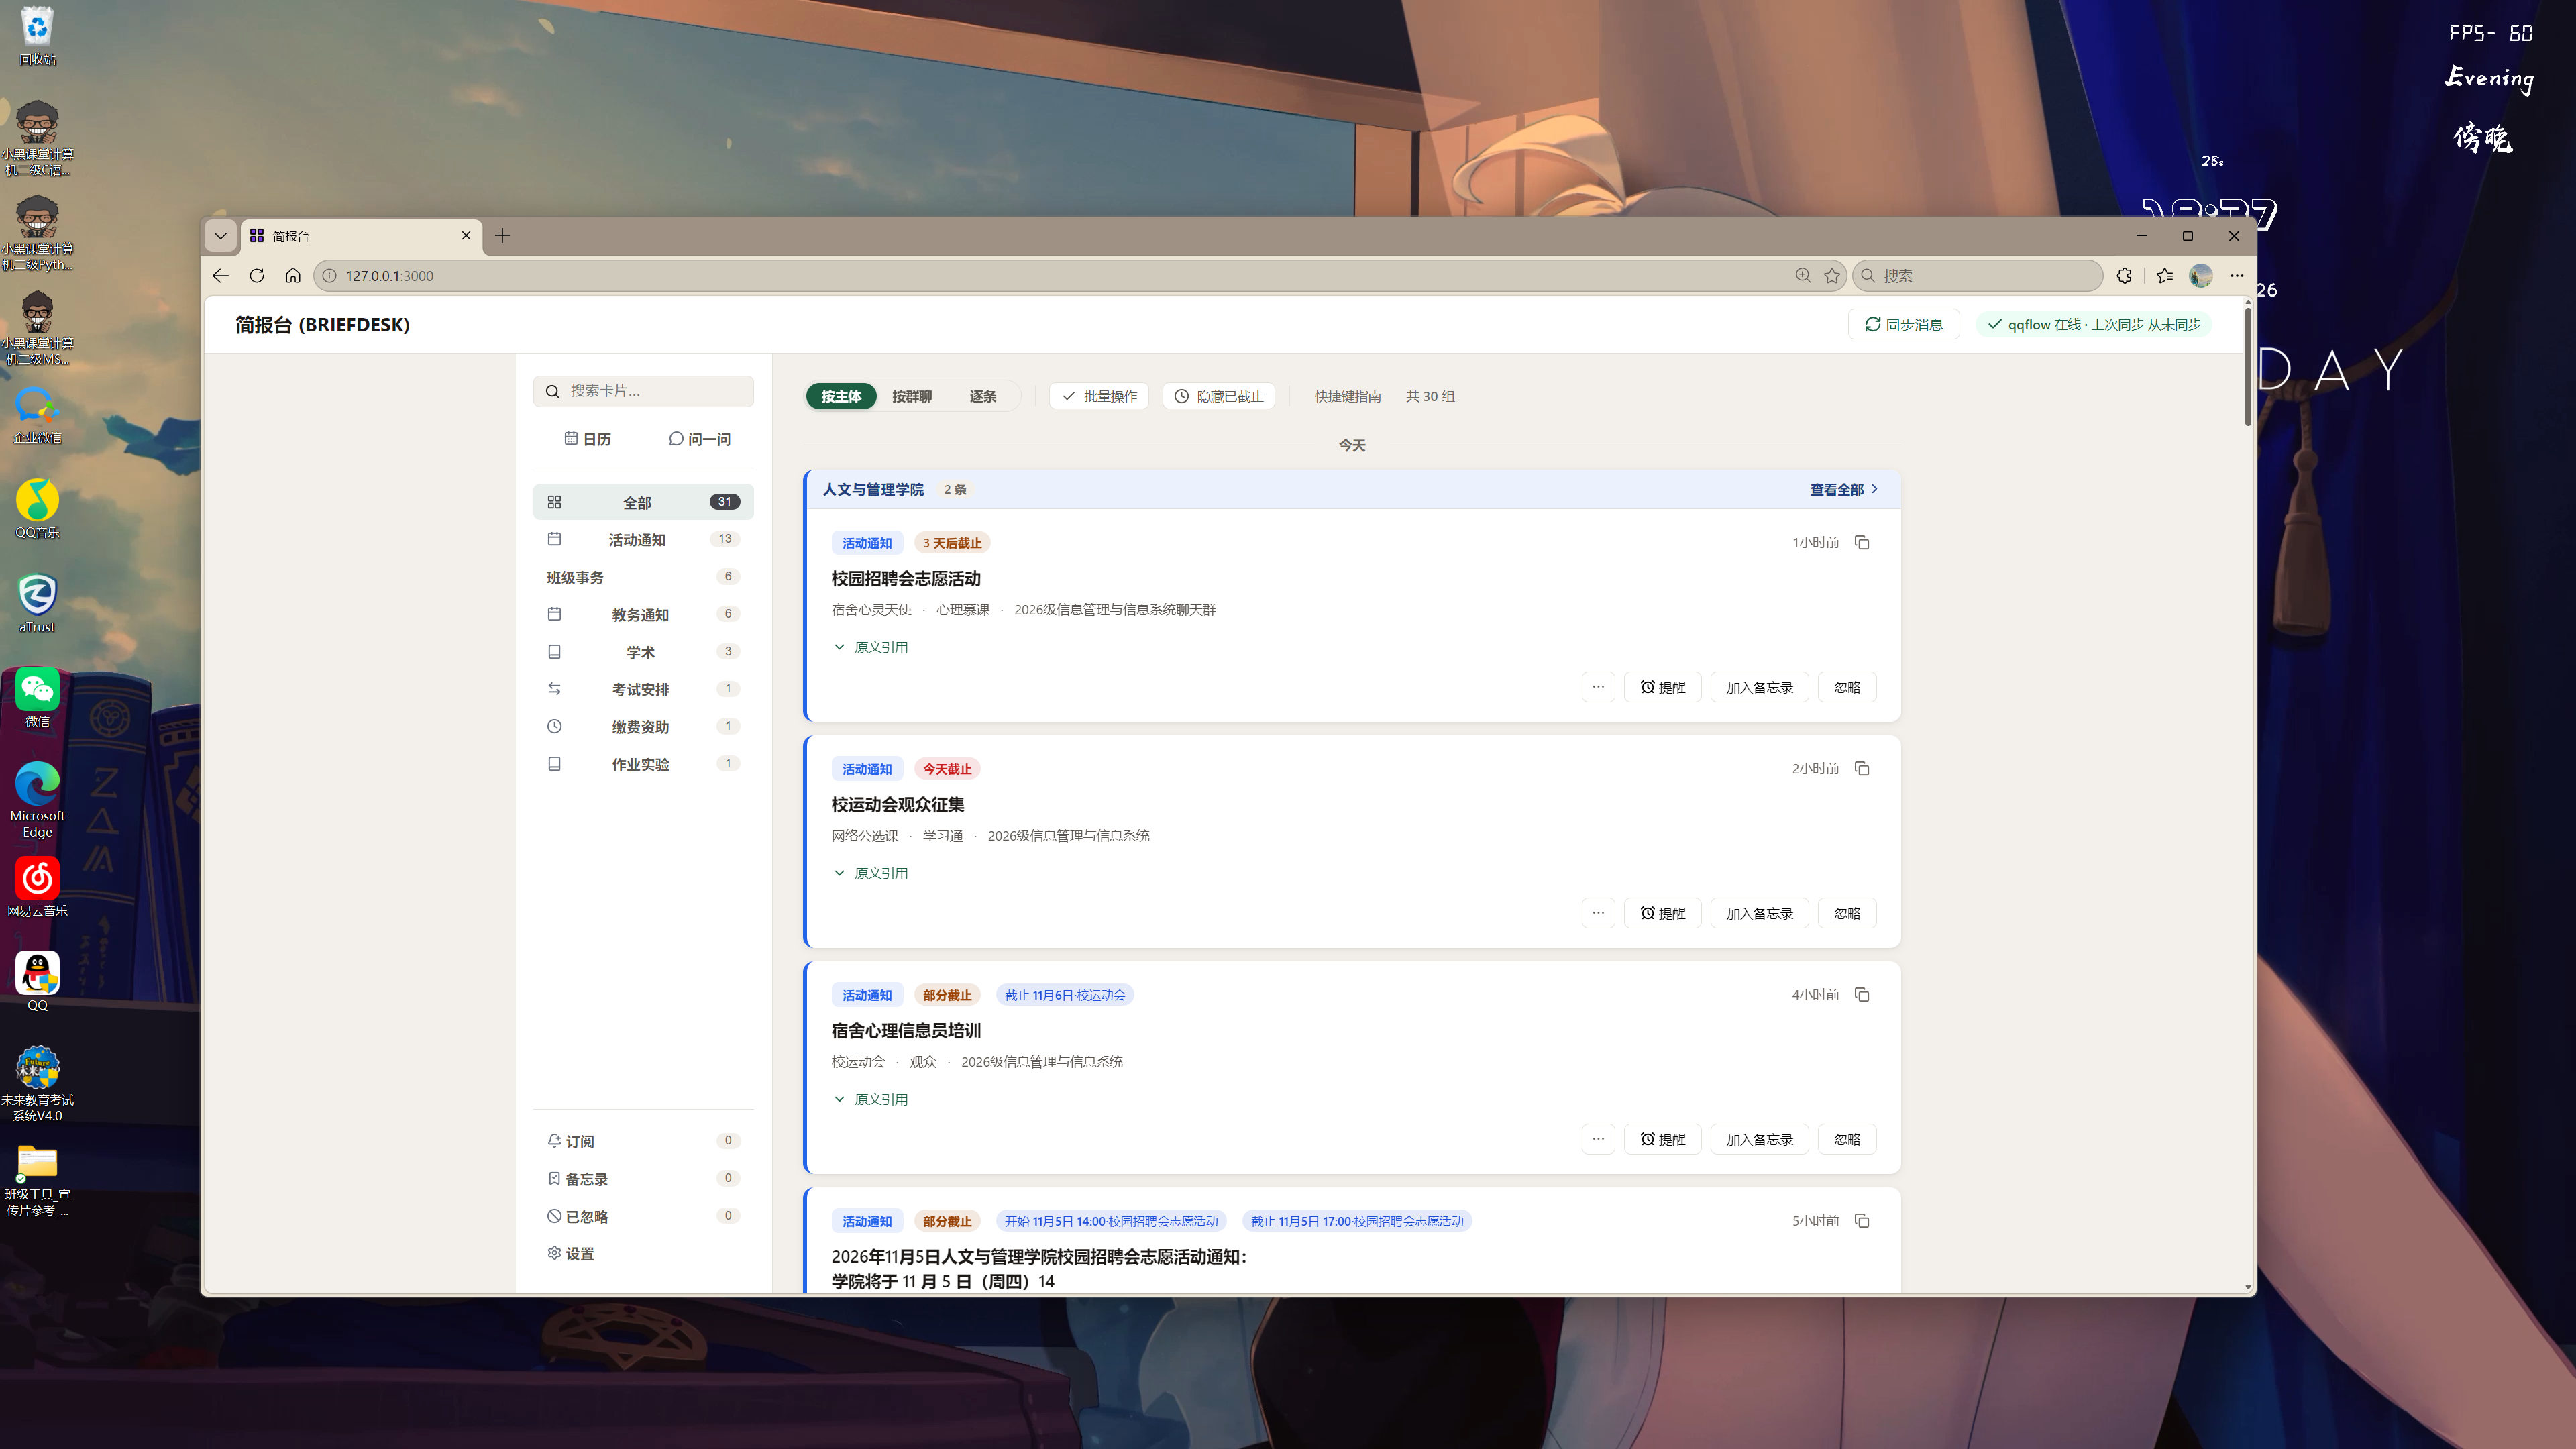 回收站
小黑课堂计算
机二级C语...
小黑课堂计算
机二级Pyth...
小黑课堂计算
机二级MS...
企业微信
QQ音乐
aTrust
微信
Microsoft
Edge
网易云音乐
QQ
未来教育考试
系统V4.0
班级工具_宣
传片参考_...
FPS- 60
Evening
傍晚
28s
26
DAY
简报台
127.0.0.1:3000
搜索
简报台 (BRIEFDESK)
同步消息
qqflow 在线 · 上次同步 从未同步
搜索卡片...
日历
问一问
全部 31
活动通知 13
班级事务 6
教务通知 6
学术 3
考试安排 1
缴费资助 1
作业实验 1
订阅 0
备忘录 0
已忽略 0
设置
按主体 按群聊 逐条 批量操作 隐藏已截止 快捷键指南 共 30 组
今天
人文与管理学院 2 条 查看全部
活动通知 3 天后截止 1小时前
校园招聘会志愿活动
宿舍心灵天使 · 心理慕课 · 2026级信息管理与信息系统聊天群
原文引用
... 提醒 加入备忘录 忽略
活动通知 今天截止 2小时前
校运动会观众征集
网络公选课 · 学习通 · 2026级信息管理与信息系统
原文引用
... 提醒 加入备忘录 忽略
活动通知 部分截止 截止 11月6日·校运动会 4小时前
宿舍心理信息员培训
校运动会 · 观众 · 2026级信息管理与信息系统
原文引用
... 提醒 加入备忘录 忽略
活动通知 部分截止 开始 11月5日 14:00·校园招聘会志愿活动 截止 11月5日 17:00·校园招聘会志愿活动 5小时前
2026年11月5日人文与管理学院校园招聘会志愿活动通知：
学院将于 11 月 5 日（周四）14